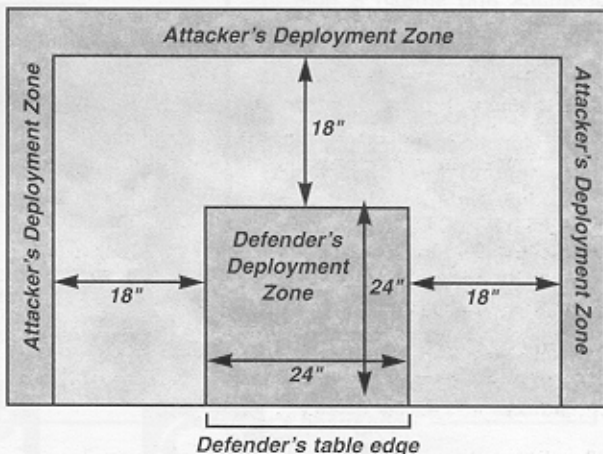 Attacker's Deployment Zone
Attacker's Deployment Zone
Attacker's Deployment Zone
18"
Defender's
Deployment
Zone
18"
24"
18"
24"
Defender's table edge